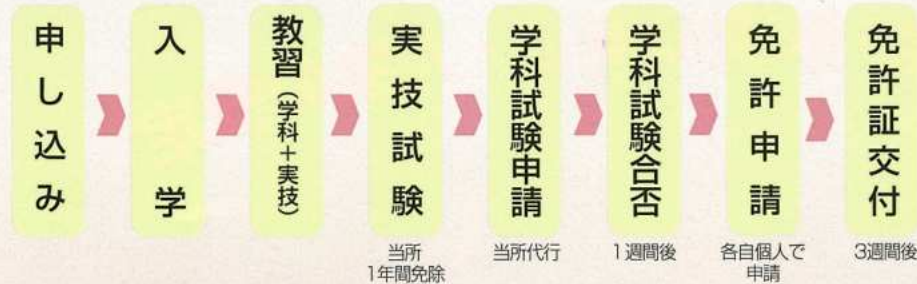 申し込み
入学
教習（学科＋実技）
実技試験
当所
1年間免除
学科試験申請
当所代行
学科試験合否
1週間後
免許申請
各自個人で
申請
免許証交付
3週間後